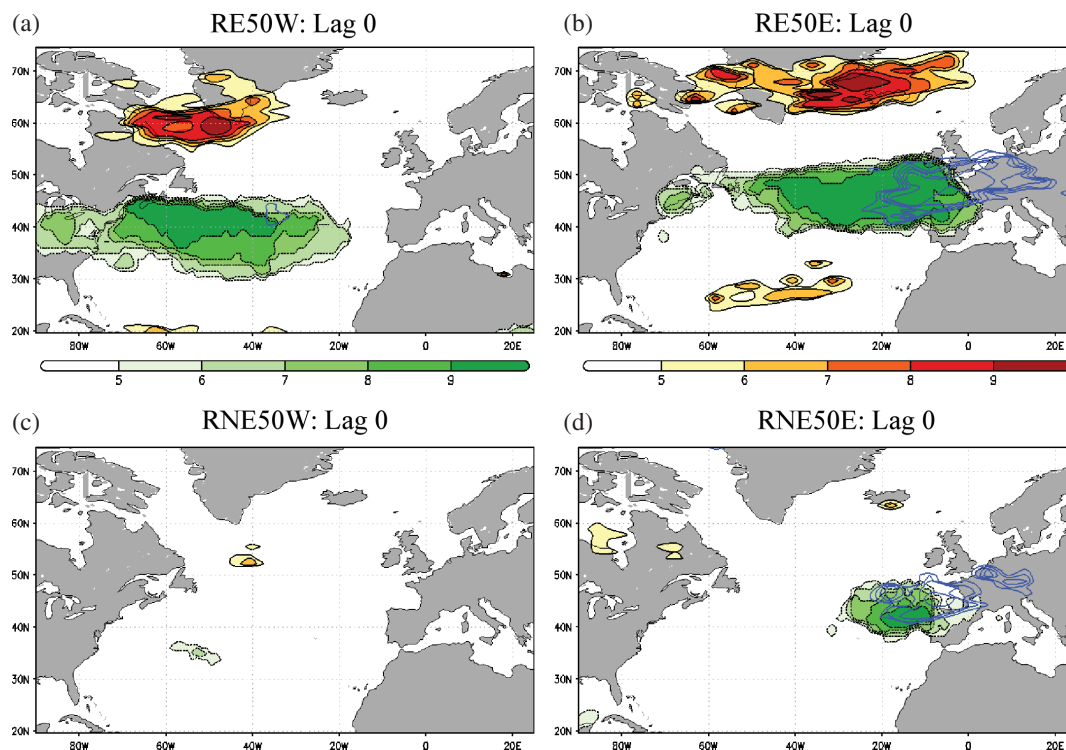 (a) RE50W: Lag 0
(b) RE50E: Lag 0
70N
60N
50N
40N
30N
20N
80W 60W 40W 20W 0 20E
5 6 7 8 9
70N
60N
50N
40N
30N
20N
80W 60W 40W 20W 0 20E
5 6 7 8 9
(c) RNE50W: Lag 0
(d) RNE50E: Lag 0
70N
60N
50N
40N
30N
20N
80W 60W 40W 20W 0 20E
70N
60N
50N
40N
30N
20N
80W 60W 40W 20W 0 20E